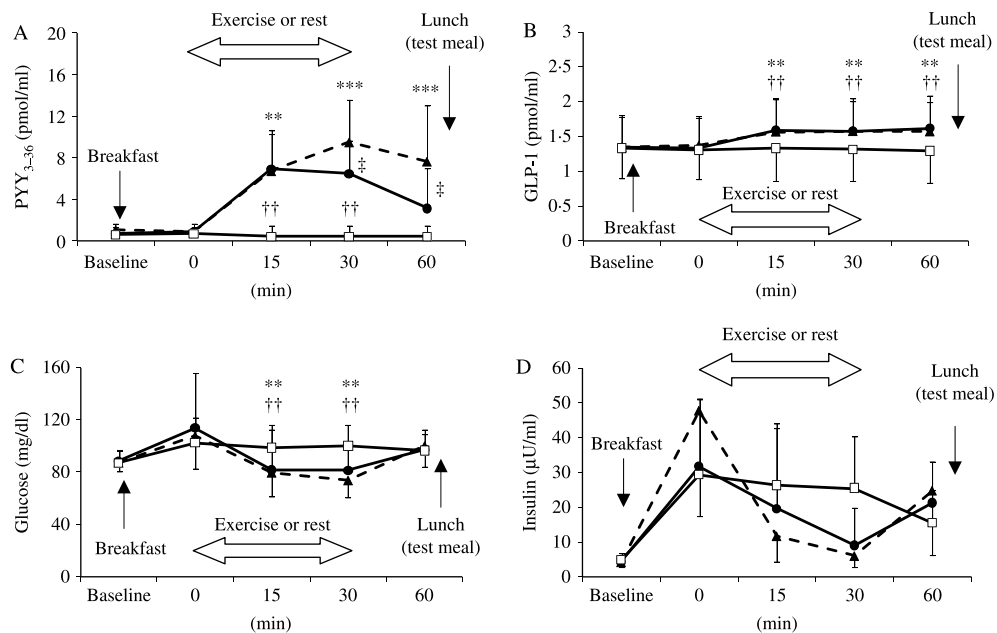 A
Exercise or rest
Lunch
(test meal)
20
16
12
8
4
0
PYY3–36 (pmol/ml)
Breakfast
**
***
***
‡
‡
††
††
Baseline
0
15
30
60
(min)
B
Lunch
(test meal)
3
2·5
2
1·5
1
0·5
0
GLP-1 (pmol/ml)
**
**
**
††
††
††
Exercise or rest
Breakfast
Baseline
0
15
30
60
(min)
C
160
120
80
40
0
Glucose (mg/dl)
**
**
††
††
Exercise or rest
Breakfast
Lunch
(test meal)
Baseline
0
15
30
60
(min)
D
Exercise or rest
Lunch
(test meal)
60
50
40
30
20
10
0
Insulin (µU/ml)
Breakfast
Baseline
0
15
30
60
(min)